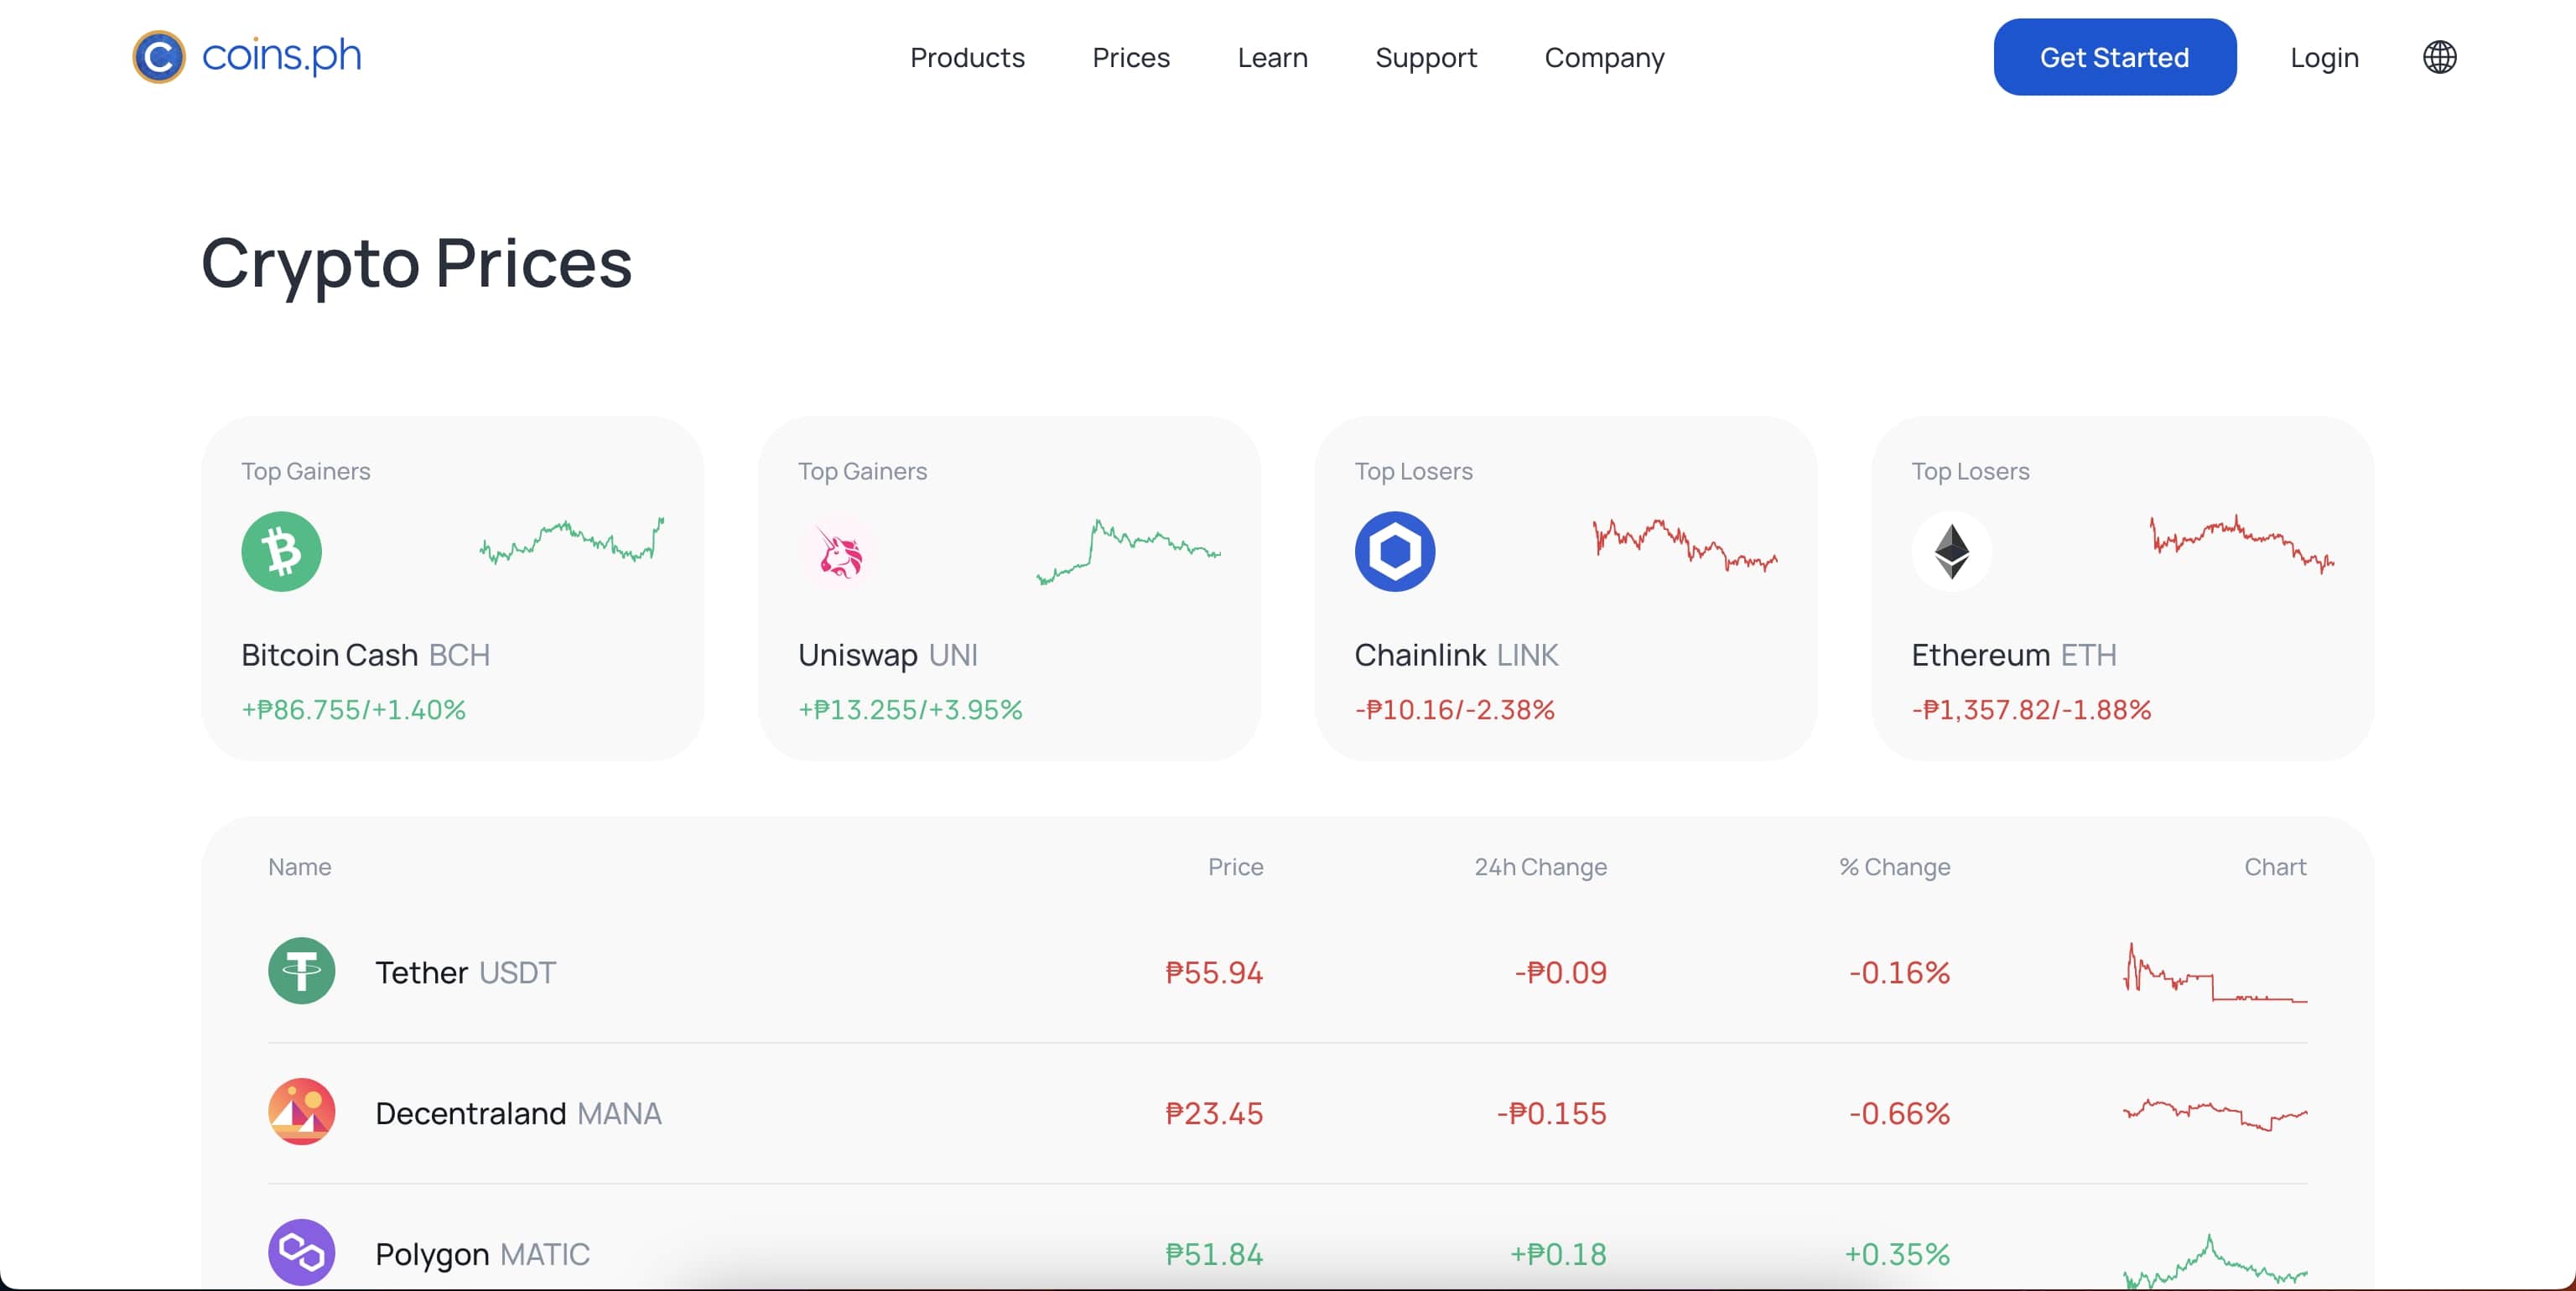 coins.ph
Products Prices Learn Support Company Get Started Login
Crypto Prices
Top Gainers
Bitcoin Cash BCH
+₱86.755/+1.40%
Top Gainers
Uniswap UNI
+₱13.255/+3.95%
Top Losers
Chainlink LINK
-₱10.16/-2.38%
Top Losers
Ethereum ETH
-₱1,357.82/-1.88%
Name Price 24h Change % Change Chart
Tether USDT ₱55.94 -₱0.09 -0.16%
Decentraland MANA ₱23.45 -₱0.155 -0.66%
Polygon MATIC ₱51.84 +₱0.18 +0.35%